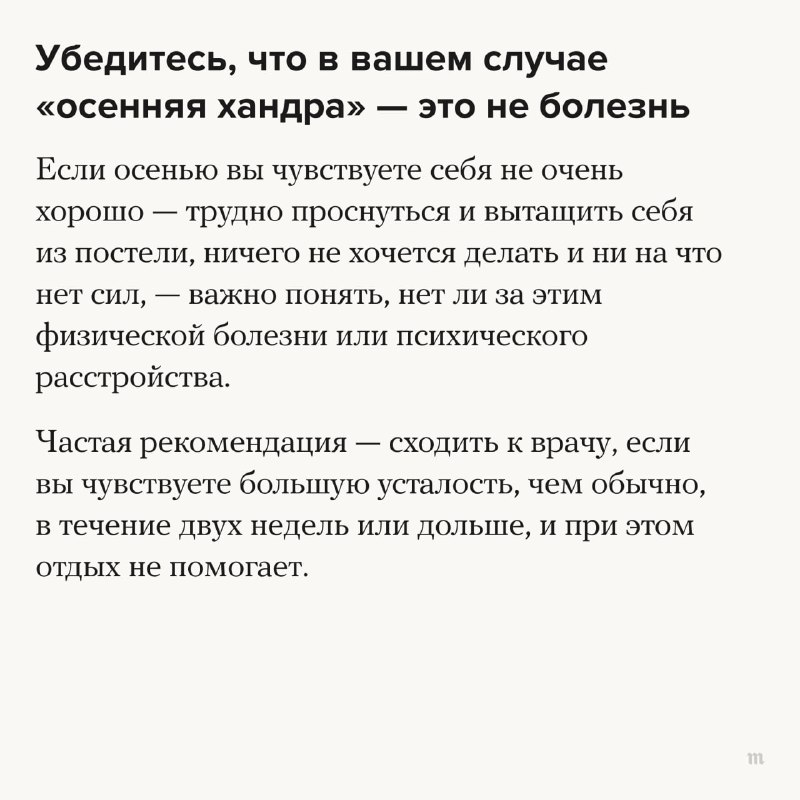 Убедитесь, что в вашем случае
«осенняя хандра» — это не болезнь
Если осенью вы чувствуете себя не очень
хорошо — трудно проснуться и вытащить себя
из постели, ничего не хочется делать и ни на что
нет сил, — важно понять, нет ли за этим
физической болезни или психического
расстройства.
Частая рекомендация — сходить к врачу, если
вы чувствуете большую усталость, чем обычно,
в течение двух недель или дольше, и при этом
отдых не помогает.
m